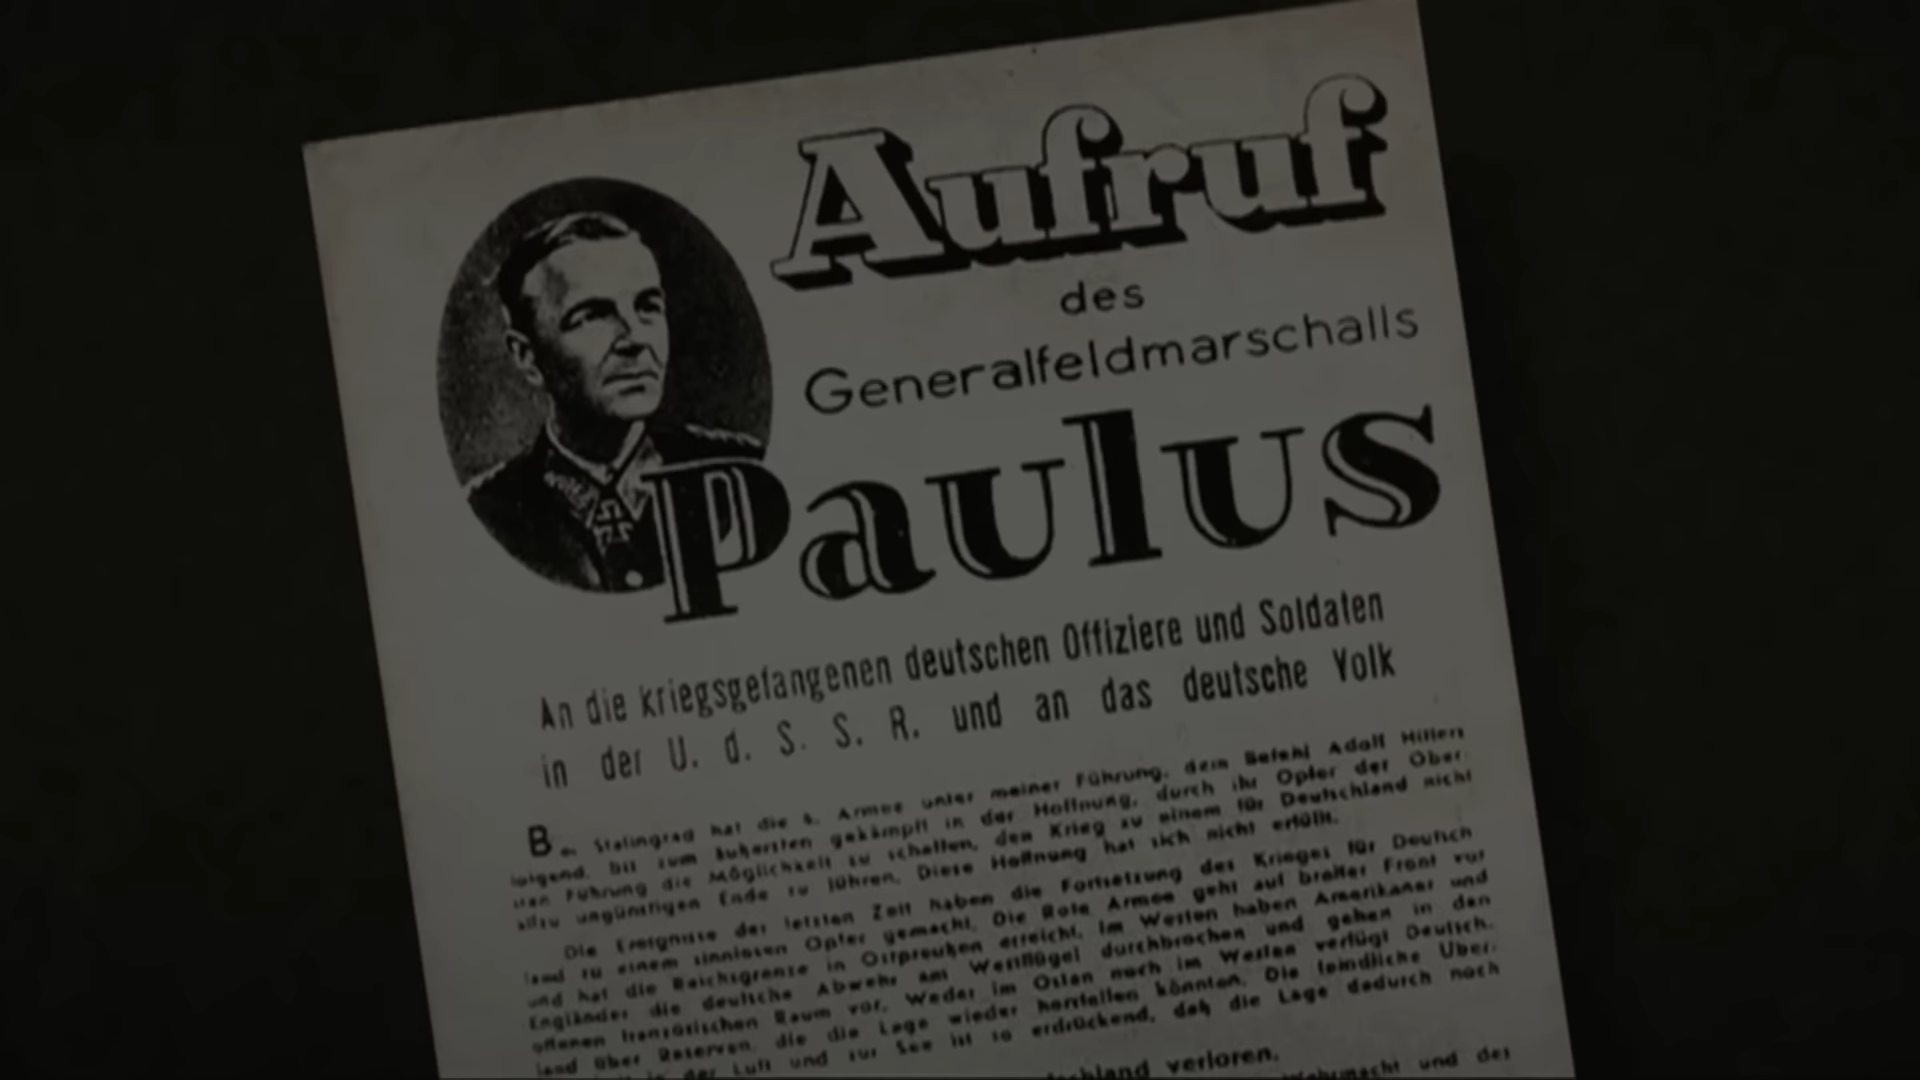 Aufruf
des
Generalfeldmarschalls
Paulus
An die kriegsgefangenen deutschen Offiziere und Soldaten
in der U. d. S. S. R. und an das deutsche Volk
Stalingrad hat die 6. Armee unter meiner Führung, dem Befehl Adolf Hitlers
folgend, bis zum äußersten gekämpft in der Hoffnung, durch ihr Opfer der Ober-
sten Führung die Möglichkeit zu schaffen, den Krieg zu einem für Deutschland nicht
allzu ungünstigen Ende zu führen. Diese Hoffnung hat sich nicht erfüllt.
Die Ereignisse der letzten Zeit haben die Fortsetzung des Krieges für Deutsch
land zu einem sinnlosen Opfer gemacht. Die Rote Armee geht auf breiter Front vor
und hat die Reichsgrenze in Ostpreußen erreicht. Im Westen haben Amerikaner und
Engländer die deutsche Abwehr am Westflügel durchbrochen und gehen in den
offenen französischen Raum vor. Weder im Osten noch im Westen verfügt Deutsch-
land über Reserven, die die Lage wieder herstellen könnten. Die feindliche Über-
in der Luft und zur See ist so erdrückend, daß die Lage dadurch noch
verloren.
Wehrmacht und des